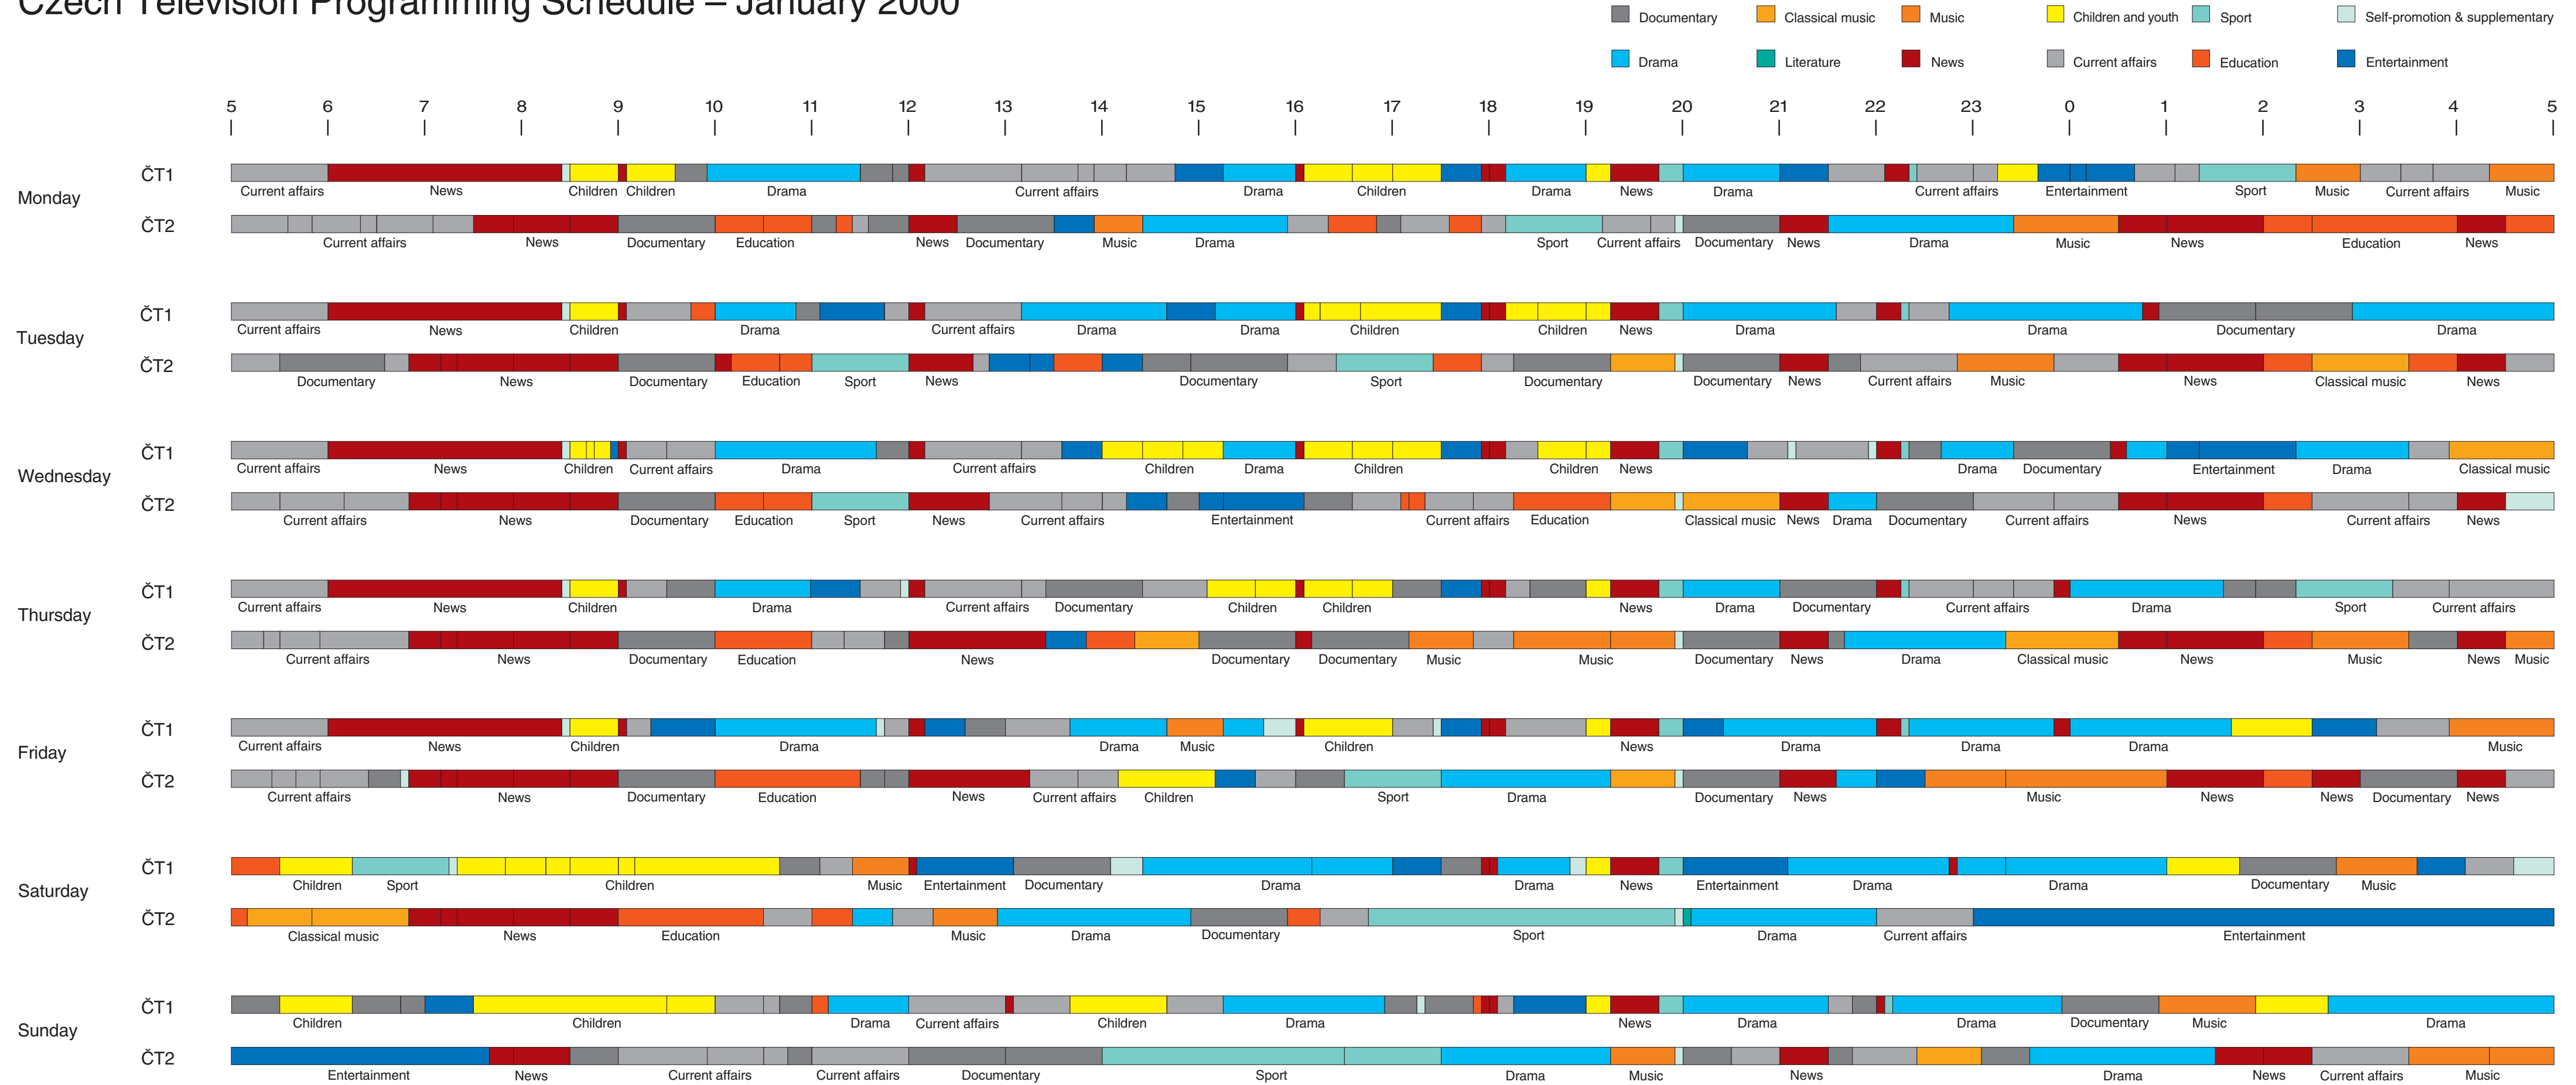 Czech Television Programming Schedule – January 2000
Documentary Classical music Music Children and youth Sport Self-promotion & supplementary
Drama Literature News Current affairs Education Entertainment
5 6 7 8 9 10 11 12 13 14 15 16 17 18 19 20 21 22 23 0 1 2 3 4 5
Monday
ČT1
Current affairs News Children Children Drama Current affairs Drama Children Drama News Drama Current affairs Entertainment Sport Music Current affairs Music
ČT2
Current affairs News Documentary Education News Documentary Music Drama Sport Current affairs Documentary News Drama Music News Education News
Tuesday
ČT1
Current affairs News Children Drama Current affairs Drama Drama Children Children News Drama Drama Documentary Drama
ČT2
Documentary News Documentary Education Sport News Documentary Sport Documentary Documentary News Current affairs Music News Classical music News
Wednesday
ČT1
Current affairs News Children Current affairs Drama Current affairs Children Drama Children Children News Drama Documentary Entertainment Drama Classical music
ČT2
Current affairs News Documentary Education Sport News Current affairs Entertainment Current affairs Education Classical music News Drama Documentary Current affairs News Current affairs News
Thursday
ČT1
Current affairs News Children Drama Current affairs Documentary Children Children News Drama Documentary Current affairs Drama Sport Current affairs
ČT2
Current affairs News Documentary Education News Documentary Documentary Music Music Documentary News Drama Classical music News Music News Music
Friday
ČT1
Current affairs News Children Drama Drama Music Children News Drama Drama Drama Music
ČT2
Current affairs News Documentary Education News Current affairs Children Sport Drama Documentary News Music News News Documentary News
Saturday
ČT1
Children Sport Children Music Entertainment Documentary Drama Drama News Entertainment Drama Drama Documentary Music
ČT2
Classical music News Education Music Drama Documentary Sport Drama Current affairs Entertainment
Sunday
ČT1
Children Children Drama Current affairs Children Drama News Drama Drama Documentary Music Drama
ČT2
Entertainment News Current affairs Current affairs Documentary Sport Drama Music News Drama News Current affairs Music